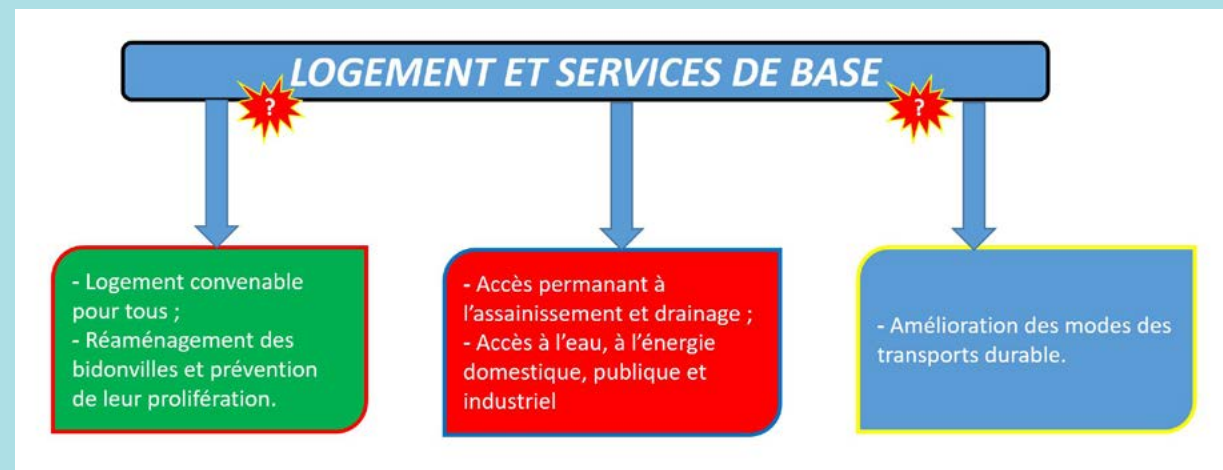 LOGEMENT ET SERVICES DE BASE
?
?
- Logement convenable
pour tous ;
- Réaménagement des
bidonvilles et prévention
de leur prolifération.
- Accès permanant à
l’assainissement et drainage ;
- Accès à l’eau, à l’énergie
domestique, publique et
industriel
- Amélioration des modes des
transports durable.